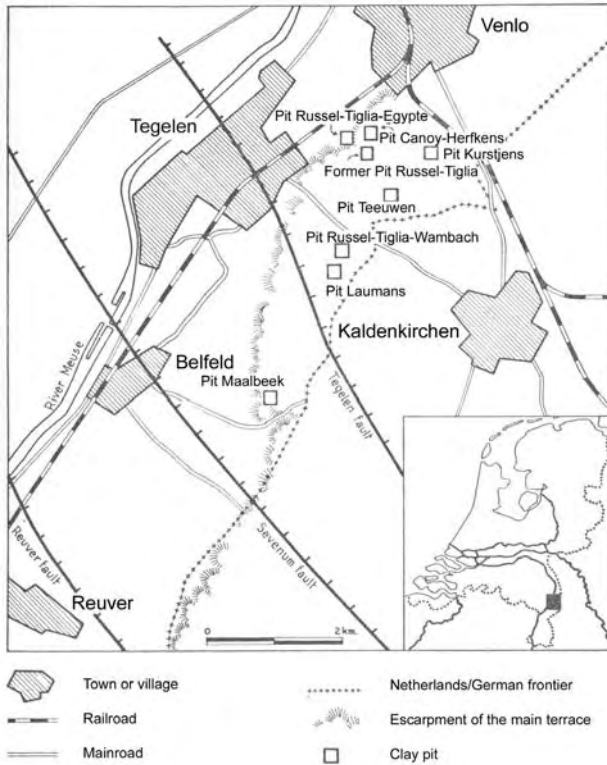 Venlo
Tegelen
Pit Russel-Tiglia-Egypte
Pit Canoy-Herfkens
Pit Kurstjens
Former Pit Russel-Tiglia
Pit Teeuwen
Pit Russel-Tiglia-Wambach
Pit Laumans
Kaldenkirchen
River Meuse
Belfeld
Pit Maalbeek
Tegelen fault
Sevenum fault
Reuver fault
Reuver
0 2 km.
Town or village
Netherlands/German frontier
Railroad
Escarpment of the main terrace
Mainroad
Clay pit